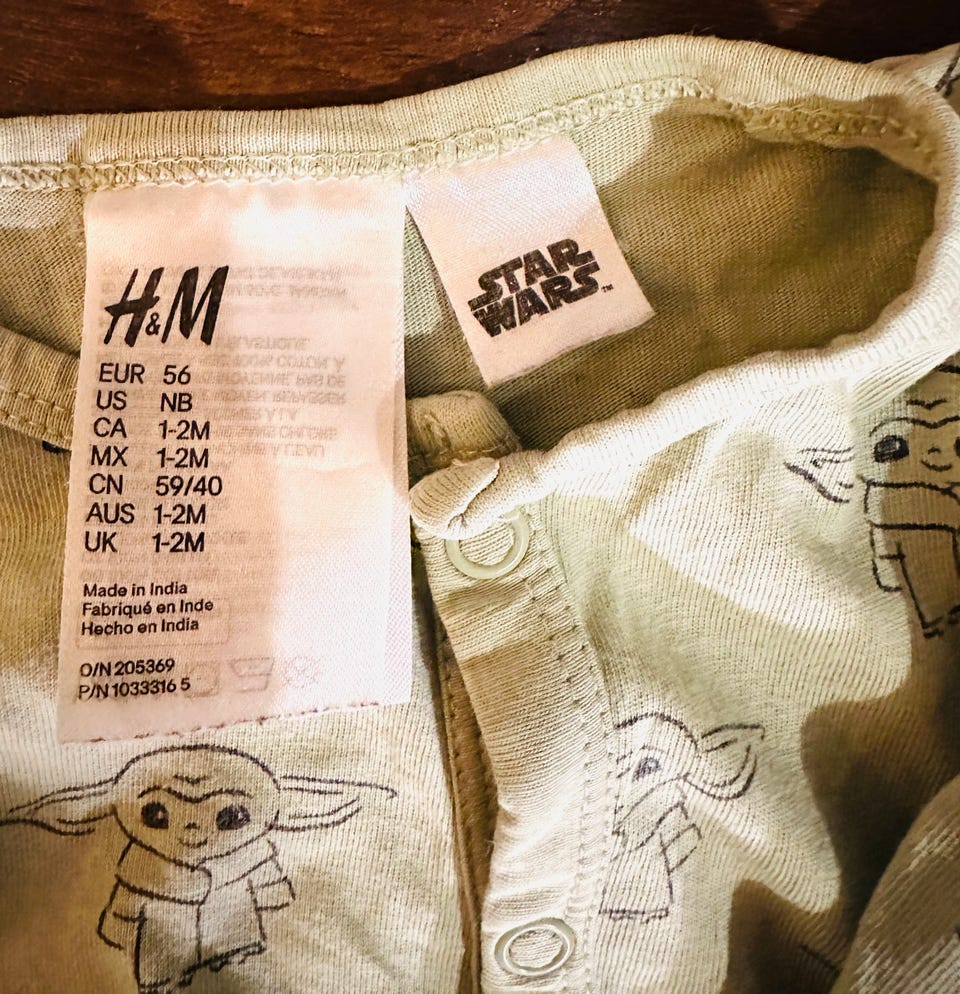 H&M
EUR 56
US NB
CA 1-2M
MX 1-2M
CN 59/40
AUS 1-2M
UK 1-2M
Made in India
Fabriqué en Inde
Hecho en India
O/N 205369
P/N 1033316 5
STAR
WARS™